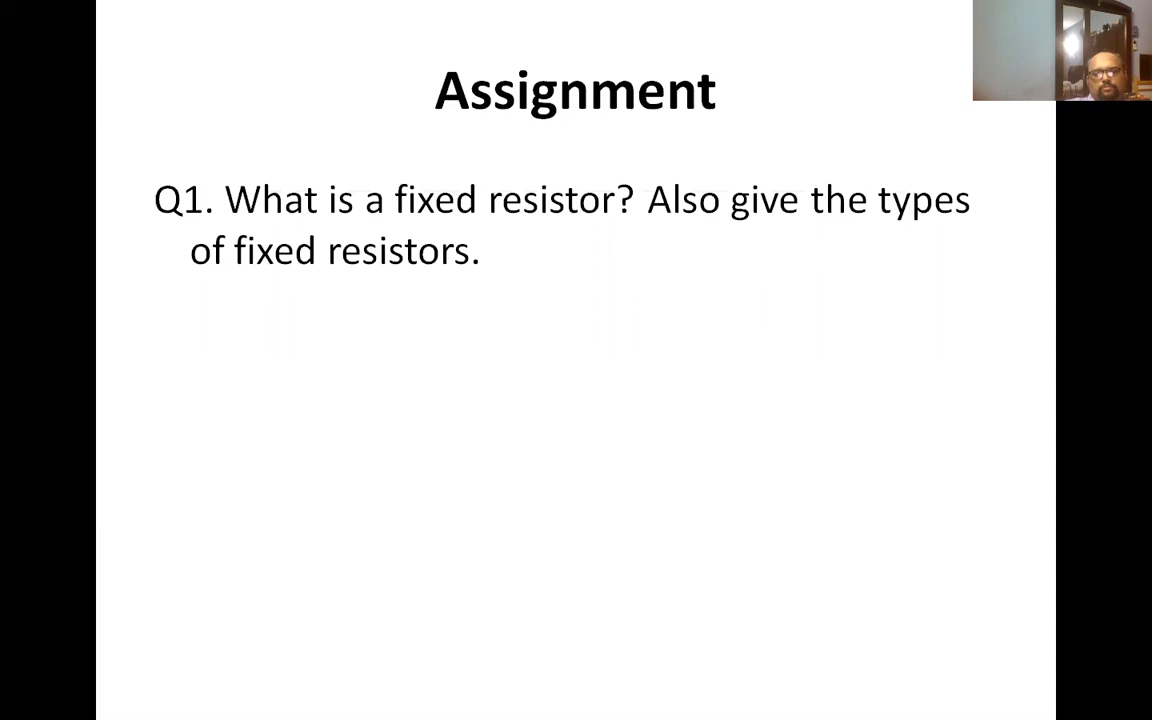 Assignment
Q1. What is a fixed resistor? Also give the types
of fixed resistors.